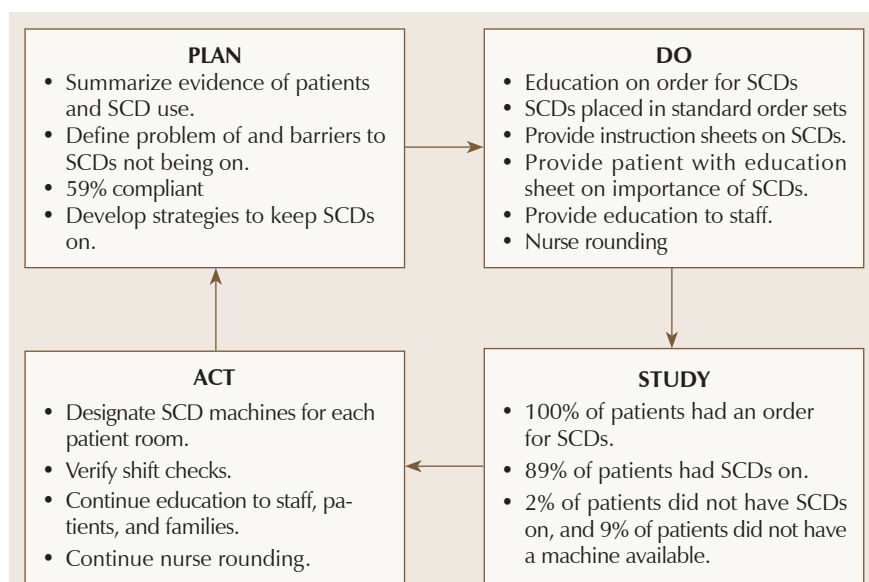 PLAN
• Summarize evidence of patients
and SCD use.
• Define problem of and barriers to
SCDs not being on.
• 59% compliant
• Develop strategies to keep SCDs
on.
DO
• Education on order for SCDs
• SCDs placed in standard order sets
• Provide instruction sheets on SCDs.
• Provide patient with education
sheet on importance of SCDs.
• Provide education to staff.
• Nurse rounding
STUDY
• 100% of patients had an order
for SCDs.
• 89% of patients had SCDs on.
• 2% of patients did not have SCDs
on, and 9% of patients did not have
a machine available.
ACT
• Designate SCD machines for each
patient room.
• Verify shift checks.
• Continue education to staff, pa-
tients, and families.
• Continue nurse rounding.